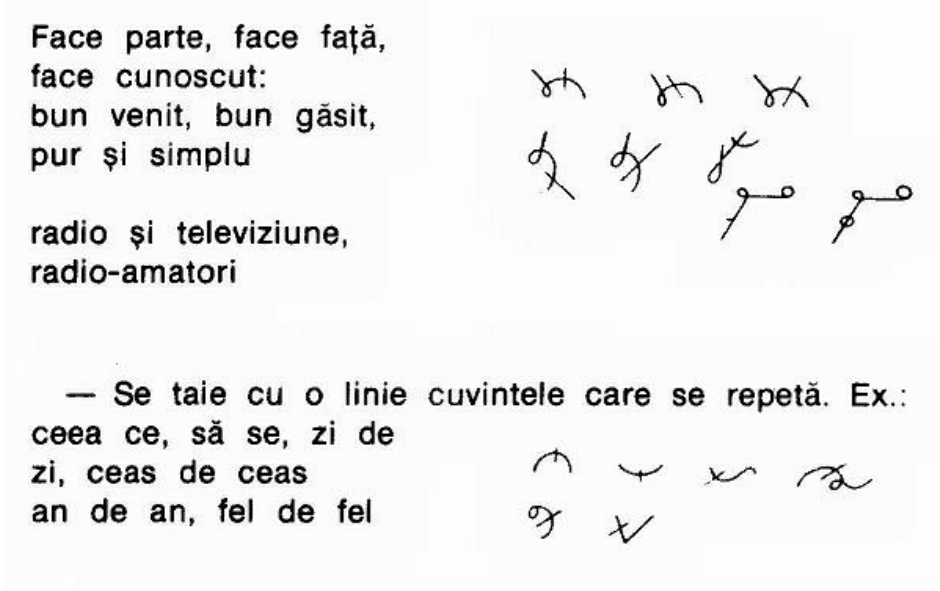 Face parte, face față,
face cunoscut:
bun venit, bun găsit,
pur și simplu
radio și televiziune,
radio-amatori
— Se taie cu o linie cuvintele care se repetă. Ex.:
ceea ce, să se, zi de
zi, ceas de ceas
an de an, fel de fel